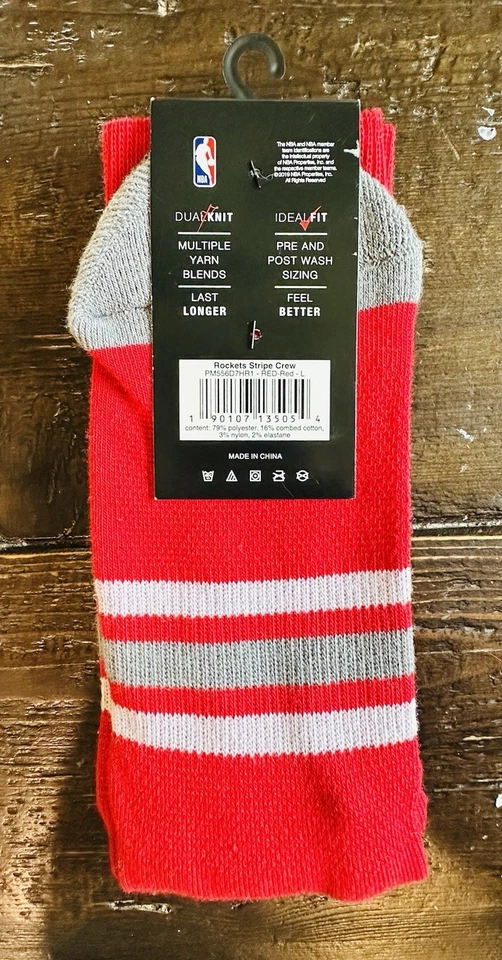 NBA
The NBA and NBA member
team identifications are
the intellectual property
of NBA Properties, Inc. and
the respective member teams.
©2019 NBA Properties, Inc.
All Rights Reserved
DUALKNIT
MULTIPLE
YARN
BLENDS
LAST
LONGER
IDEALFIT
PRE AND
POST WASH
SIZING
FEEL
BETTER
Rockets Stripe Crew
PM556D7HR1 - RED-Red - L
1 90107 13505 4
content: 79% polyester, 16% combed cotton,
3% nylon, 2% elastane
MADE IN CHINA